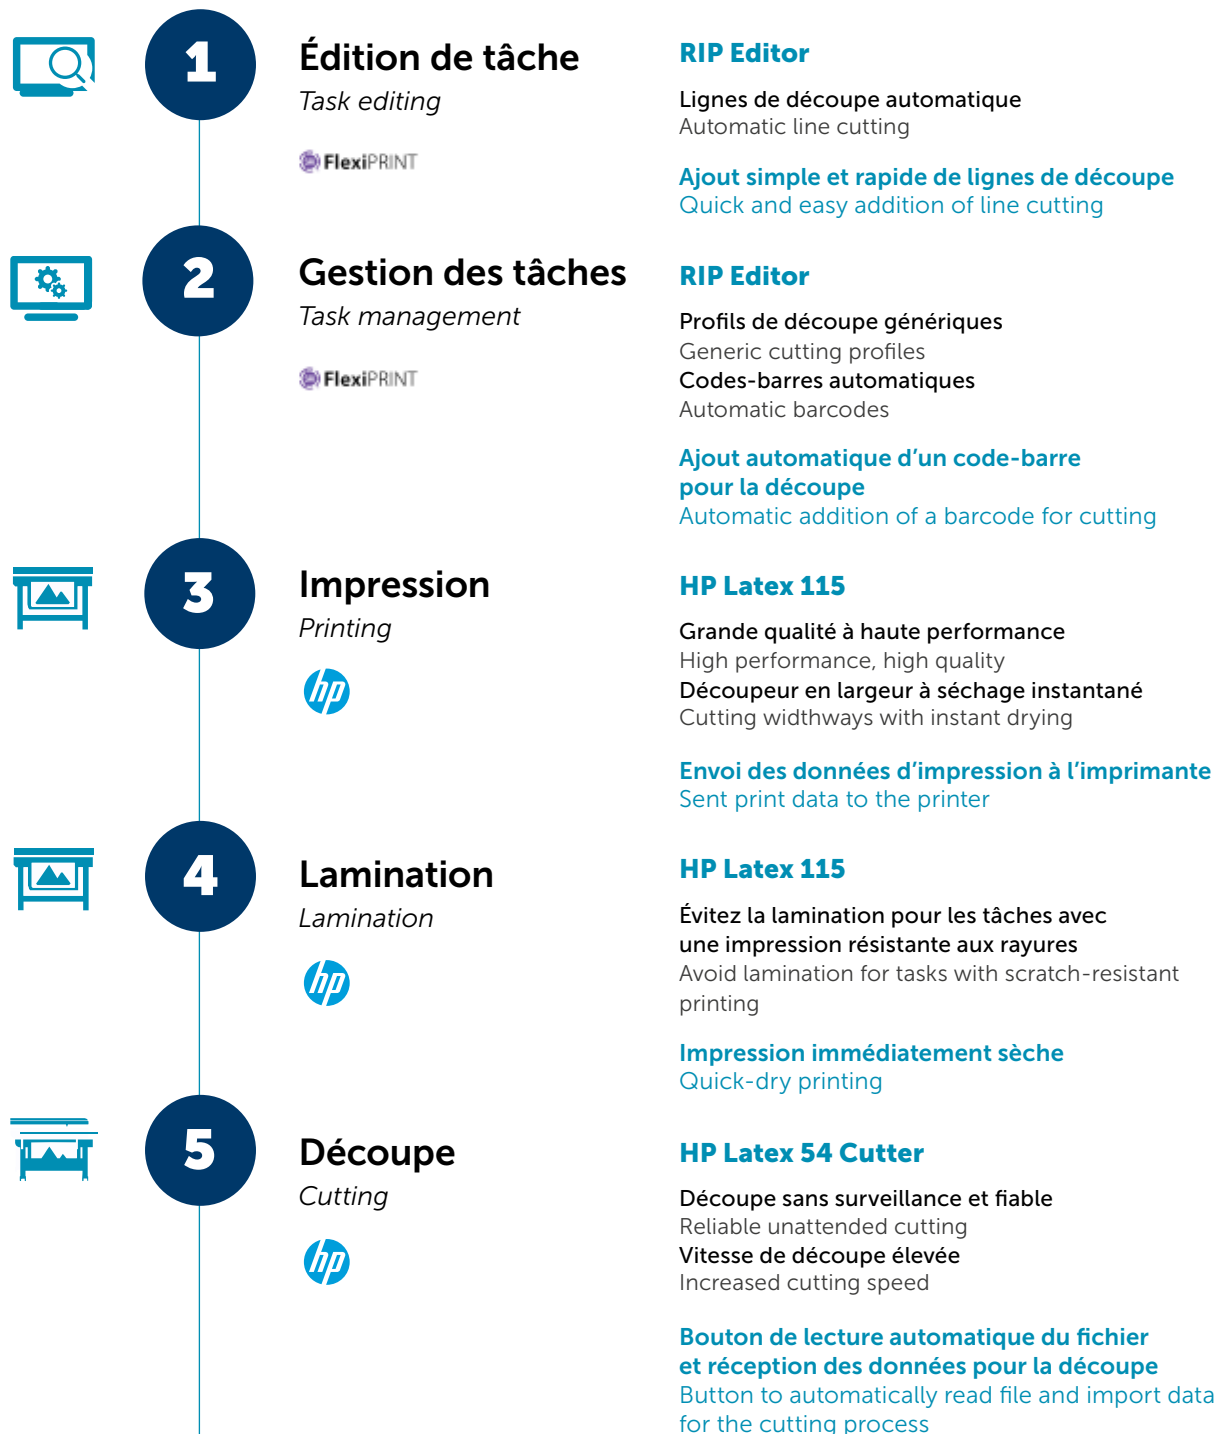 1
Édition de tâche
Task editing
FlexiPRINT
RIP Editor
Lignes de découpe automatique
Automatic line cutting
Ajout simple et rapide de lignes de découpe
Quick and easy addition of line cutting
2
Gestion des tâches
Task management
FlexiPRINT
RIP Editor
Profils de découpe génériques
Generic cutting profiles
Codes-barres automatiques
Automatic barcodes
Ajout automatique d’un code-barre
pour la découpe
Automatic addition of a barcode for cutting
3
Impression
Printing
hp
HP Latex 115
Grande qualité à haute performance
High performance, high quality
Découpeur en largeur à séchage instantané
Cutting widthways with instant drying
Envoi des données d’impression à l’imprimante
Sent print data to the printer
4
Lamination
Lamination
hp
HP Latex 115
Évitez la lamination pour les tâches avec
une impression résistante aux rayures
Avoid lamination for tasks with scratch-resistant
printing
Impression immédiatement sèche
Quick-dry printing
5
Découpe
Cutting
hp
HP Latex 54 Cutter
Découpe sans surveillance et fiable
Reliable unattended cutting
Vitesse de découpe élevée
Increased cutting speed
Bouton de lecture automatique du fichier
et réception des données pour la découpe
Button to automatically read file and import data
for the cutting process